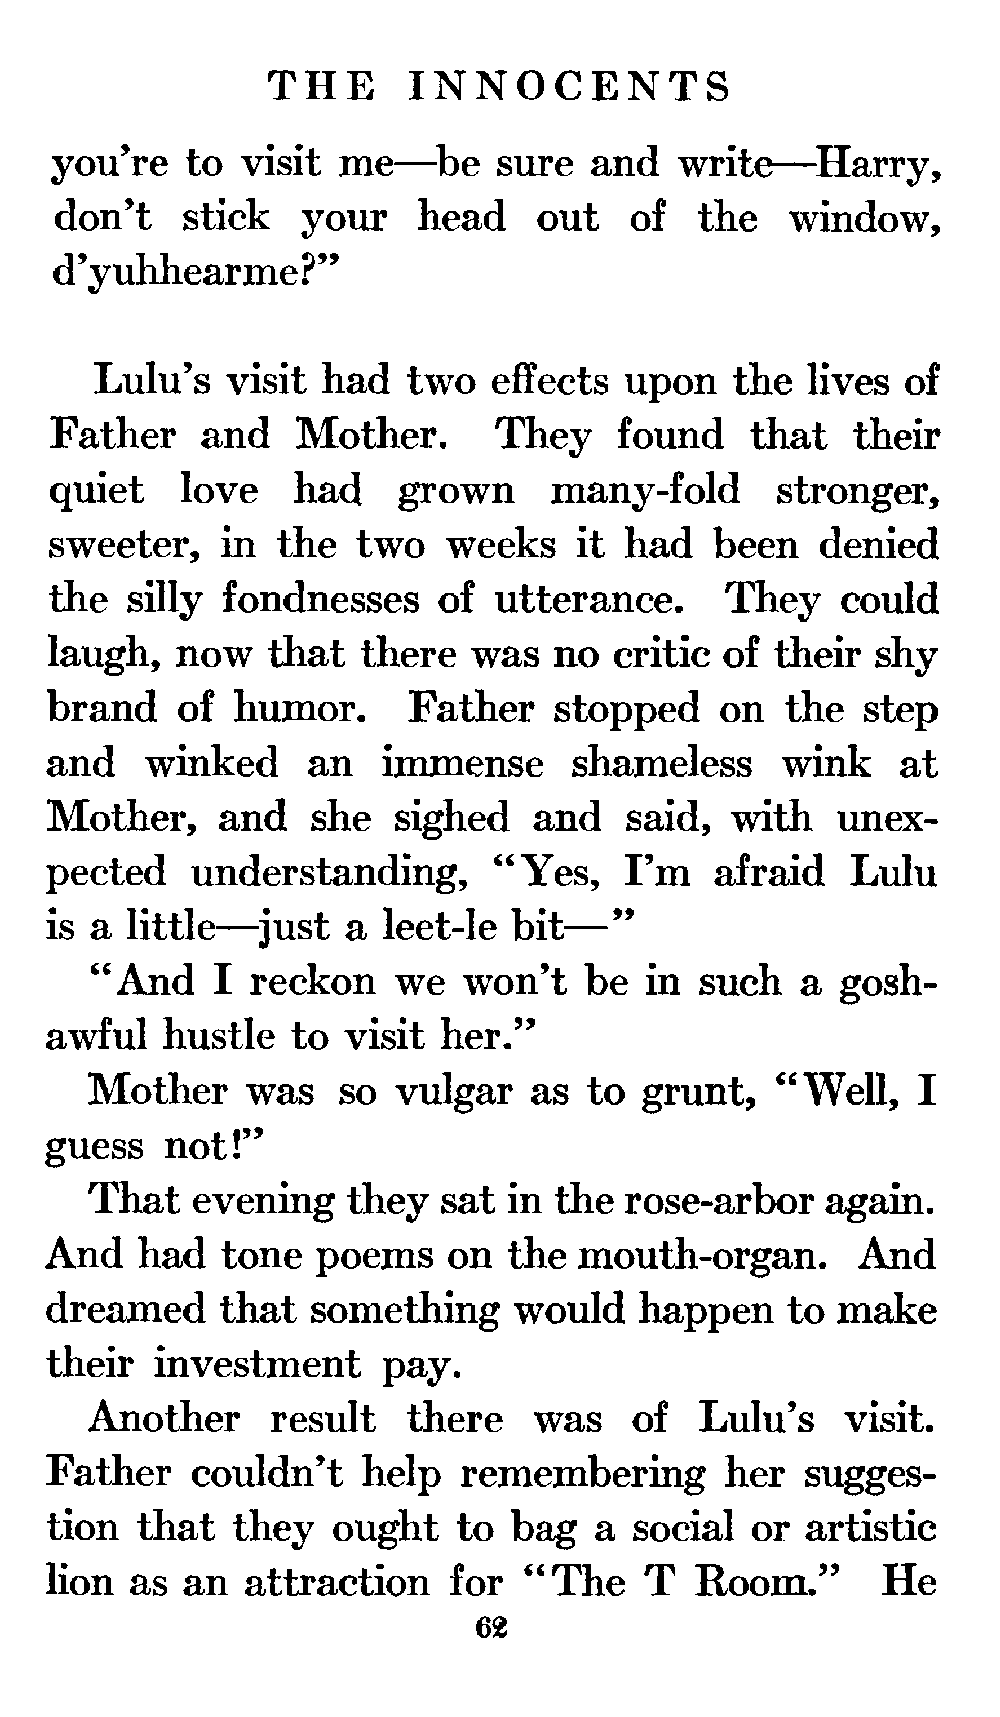 THE INNOCENTS
you're to visit me—be sure and write—Harry,
don't stick your head out of the window,
d'yuhhearme?"
Lulu's visit had two effects upon the lives of
Father and Mother. They found that their
quiet love had grown many-fold stronger,
sweeter, in the two weeks it had been denied
the silly fondnesses of utterance. They could
laugh, now that there was no critic of their shy
brand of humor. Father stopped on the step
and winked an immense shameless wink at
Mother, and she sighed and said, with unex-
pected understanding, "Yes, I'm afraid Lulu
is a little—just a leet-le bit—"
"And I reckon we won't be in such a gosh-
awful hustle to visit her."
Mother was so vulgar as to grunt, "Well, I
guess not!"
That evening they sat in the rose-arbor again.
And had tone poems on the mouth-organ. And
dreamed that something would happen to make
their investment pay.
Another result there was of Lulu's visit.
Father couldn't help remembering her sugges-
tion that they ought to bag a social or artistic
lion as an attraction for "The T Room." He
62